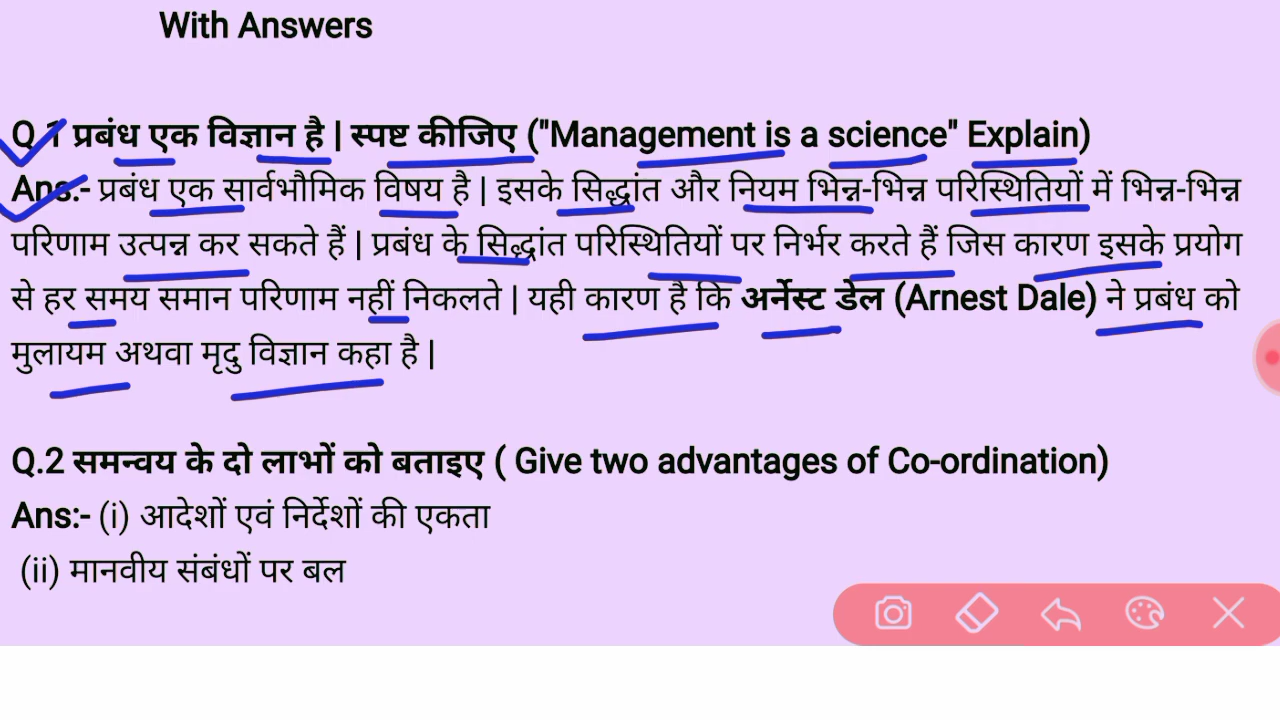 With Answers
Q 1 प्रबंध एक विज्ञान है | स्पष्ट कीजिए ("Management is a science" Explain)
Ans:- प्रबंध एक सार्वभौमिक विषय है | इसके सिद्धांत और नियम भिन्न-भिन्न परिस्थितियों में भिन्न-भिन्न
परिणाम उत्पन्न कर सकते हैं | प्रबंध के सिद्धांत परिस्थितियों पर निर्भर करते हैं जिस कारण इसके प्रयोग
से हर समय समान परिणाम नहीं निकलते | यही कारण है कि अर्नेस्ट डेल (Arnest Dale) ने प्रबंध को
मुलायम अथवा मृदु विज्ञान कहा है |
Q.2 समन्वय के दो लाभों को बताइए ( Give two advantages of Co-ordination)
Ans:- (i) आदेशों एवं निर्देशों की एकता
(ii) मानवीय संबंधों पर बल